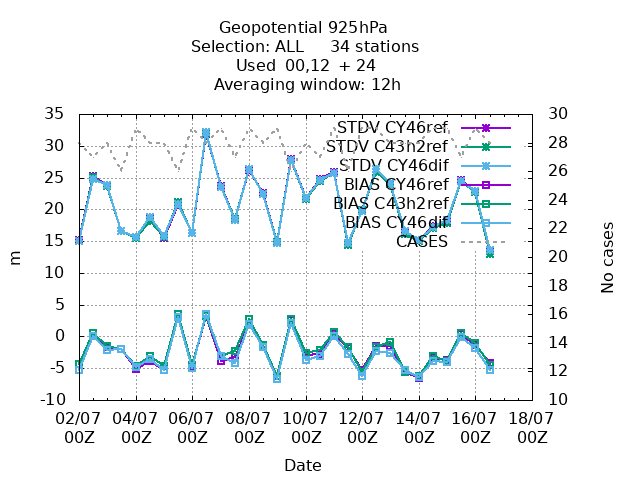 Geopotential 925hPa
Selection: ALL 34 stations
Used 00,12 + 24
Averaging window: 12h
35
30
25
20
15
10
5
0
-5
-10
30
28
26
24
22
20
18
16
14
12
10
m
No cases
STDV CY46ref
STDV C43h2ref
STDV CY46dif
BIAS CY46ref
BIAS C43h2ref
BIAS CY46dif
CASES
02/07 04/07 06/07 08/07 10/07 12/07 14/07 16/07 18/07
00Z 00Z 00Z 00Z 00Z 00Z 00Z 00Z 00Z
Date